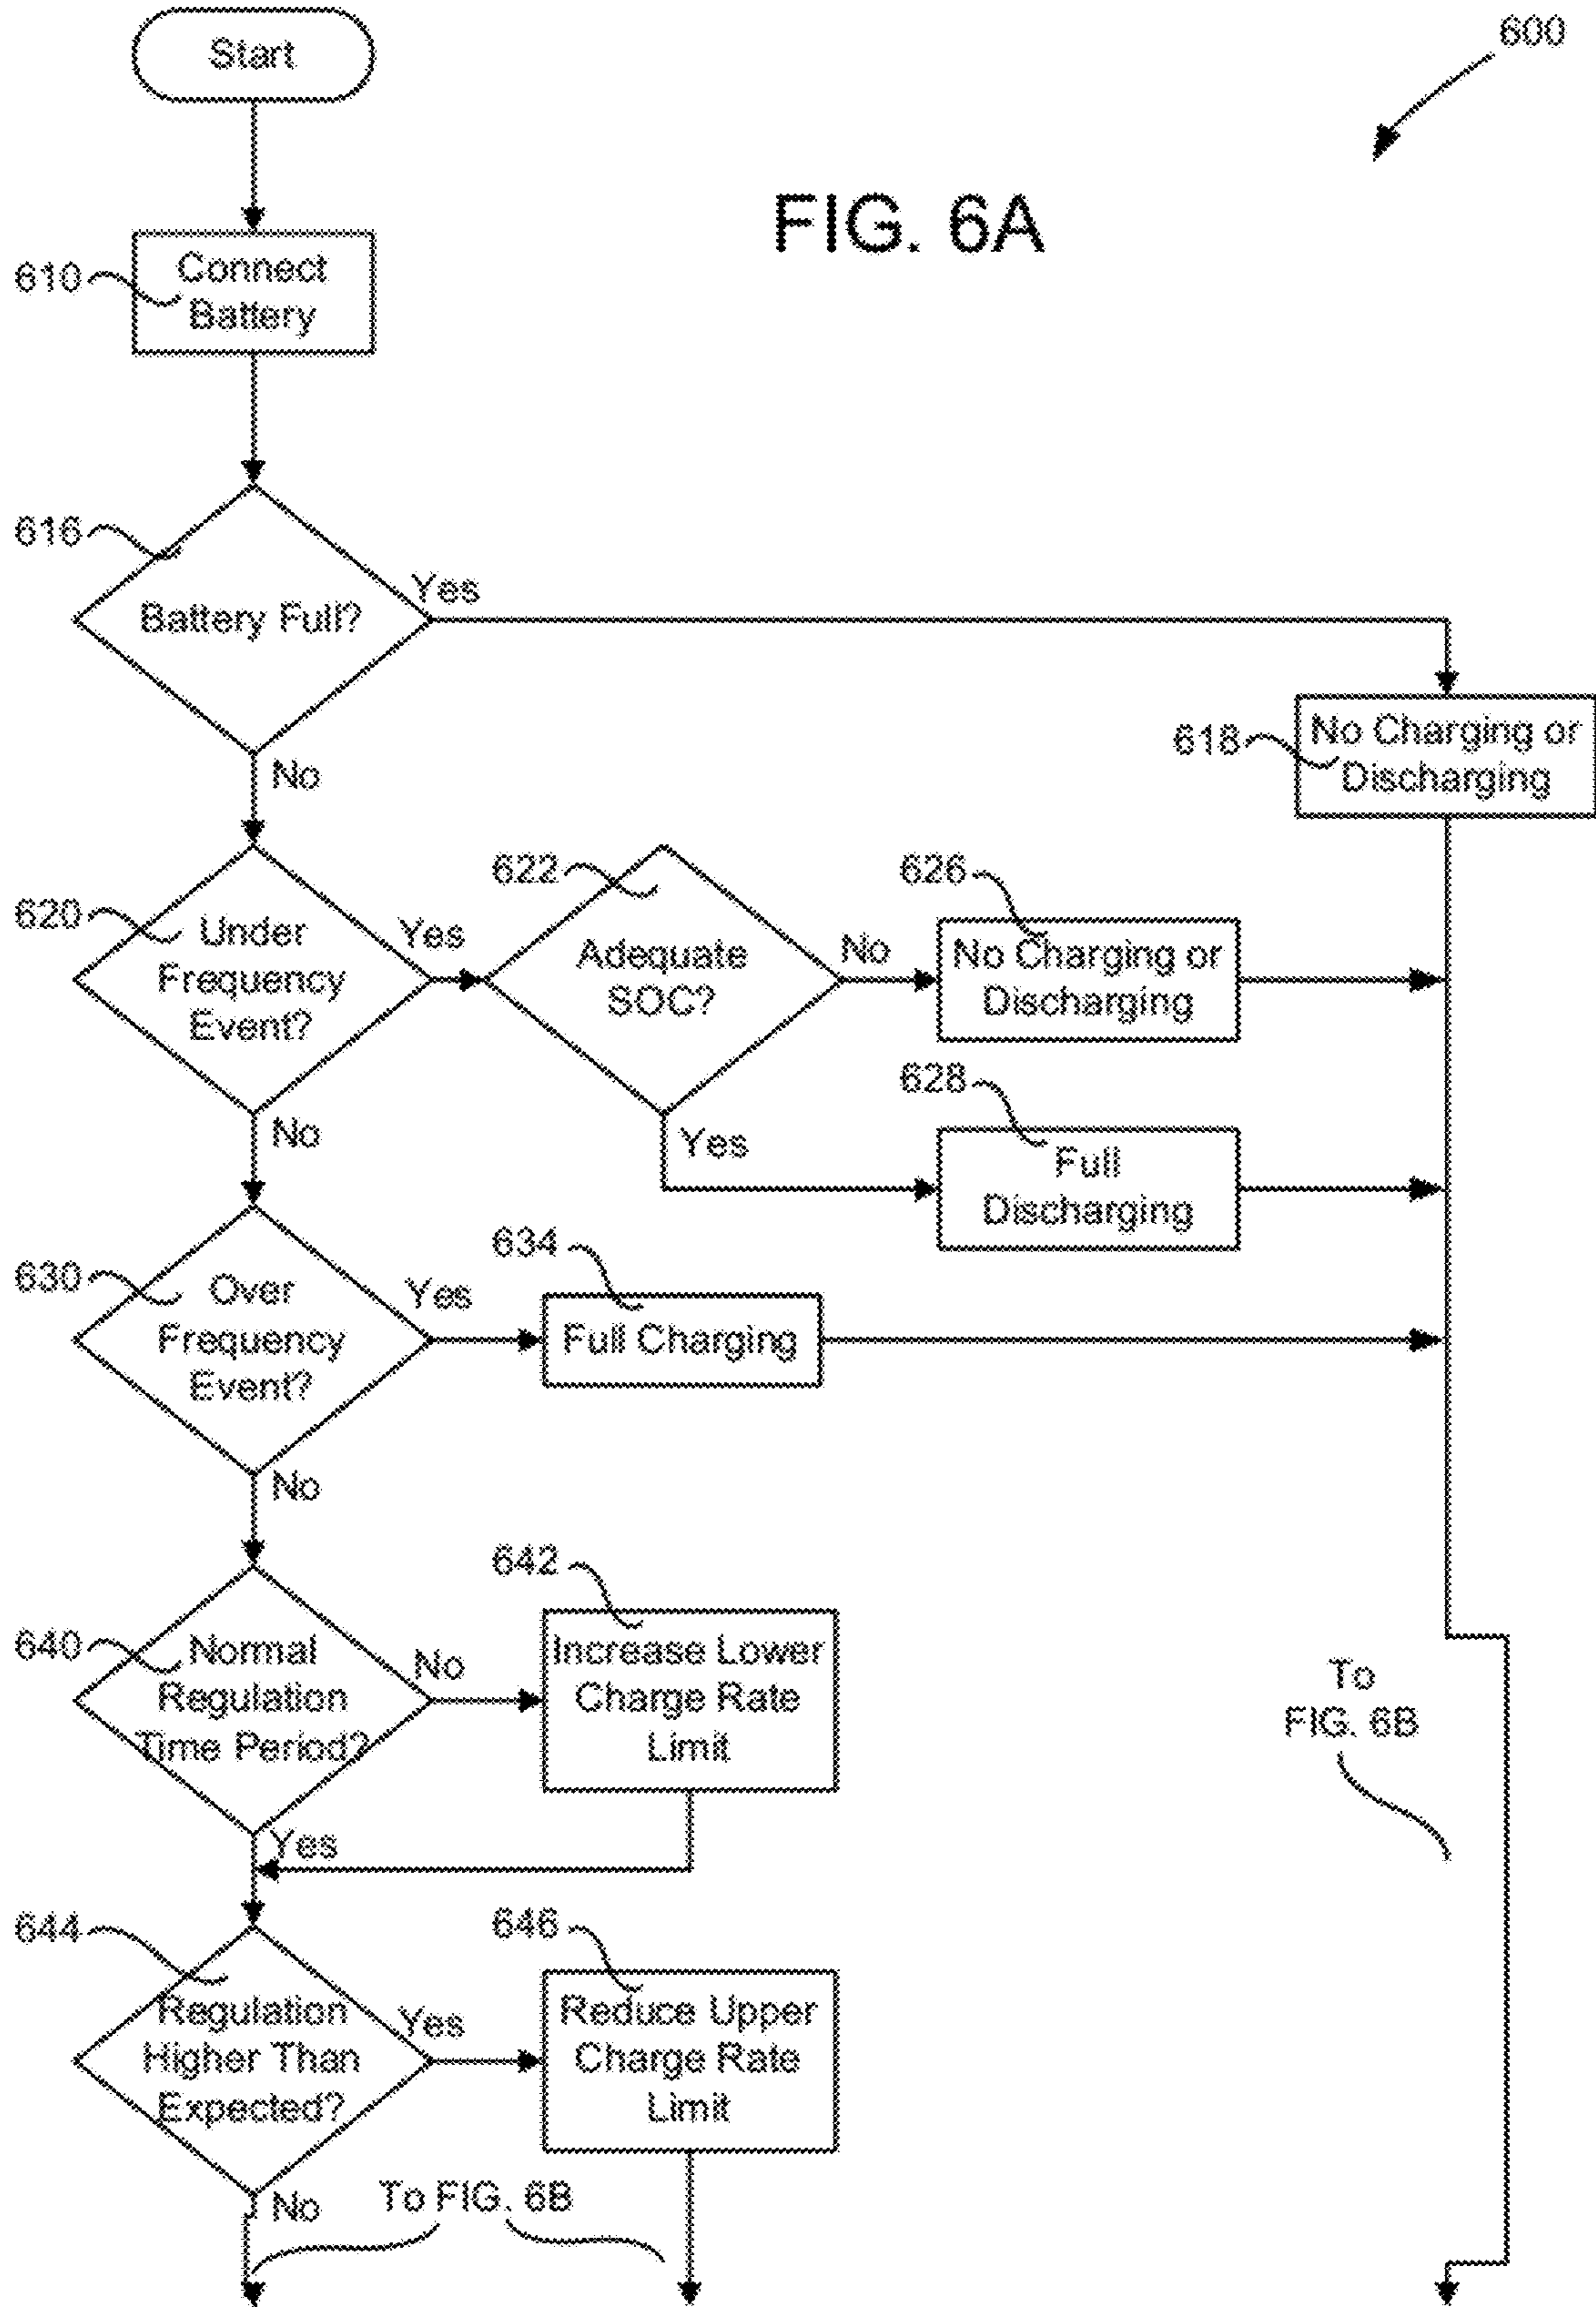 Start
600
FIG. 6A
610
Connect
Battery
616
Battery Full?
Yes
No
618
No Charging or
Discharging
620
Under
Frequency
Event?
Yes
No
622
Adequate
SOC?
No
Yes
626
No Charging or
Discharging
628
Full
Discharging
630
Over
Frequency
Event?
Yes
No
634
Full Charging
640
Normal
Regulation
Time Period?
No
Yes
642
Increase Lower
Charge Rate
Limit
To
FIG. 6B
644
Regulation
Higher Than
Expected?
Yes
No
646
Reduce Upper
Charge Rate
Limit
To FIG. 6B